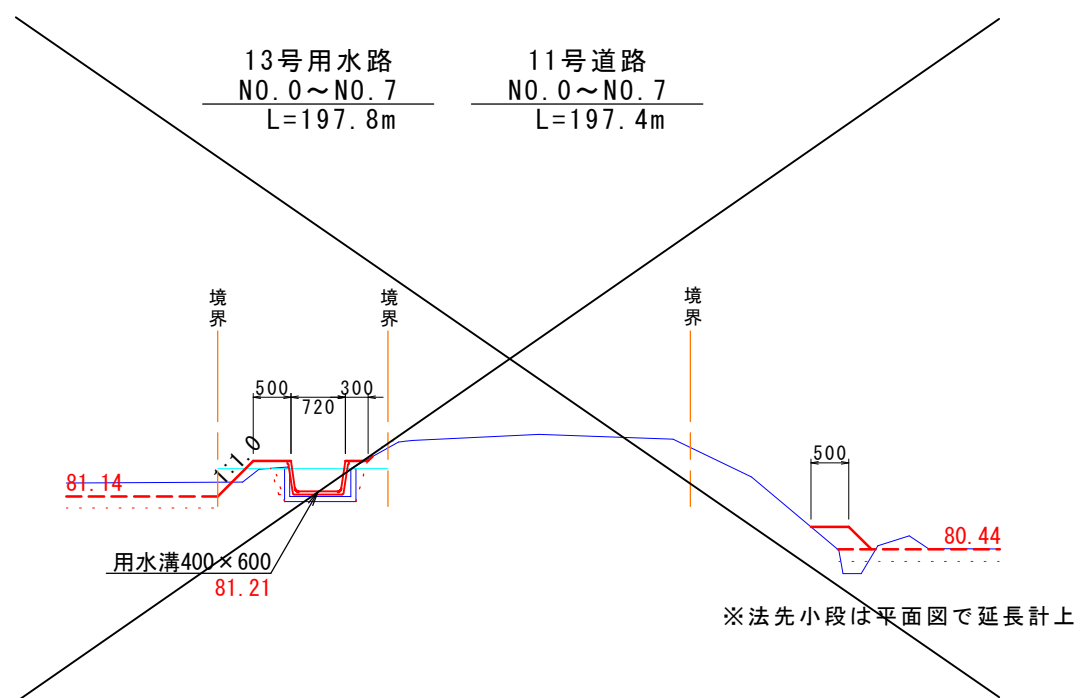 13号用水路
NO.0～NO.7
L=197.8m
11号道路
NO.0～NO.7
L=197.4m
境界
境界
境界
500
720
300
1:1.0
81.14
500
80.44
用水溝400×600
81.21
※法先小段は平面図で延長計上